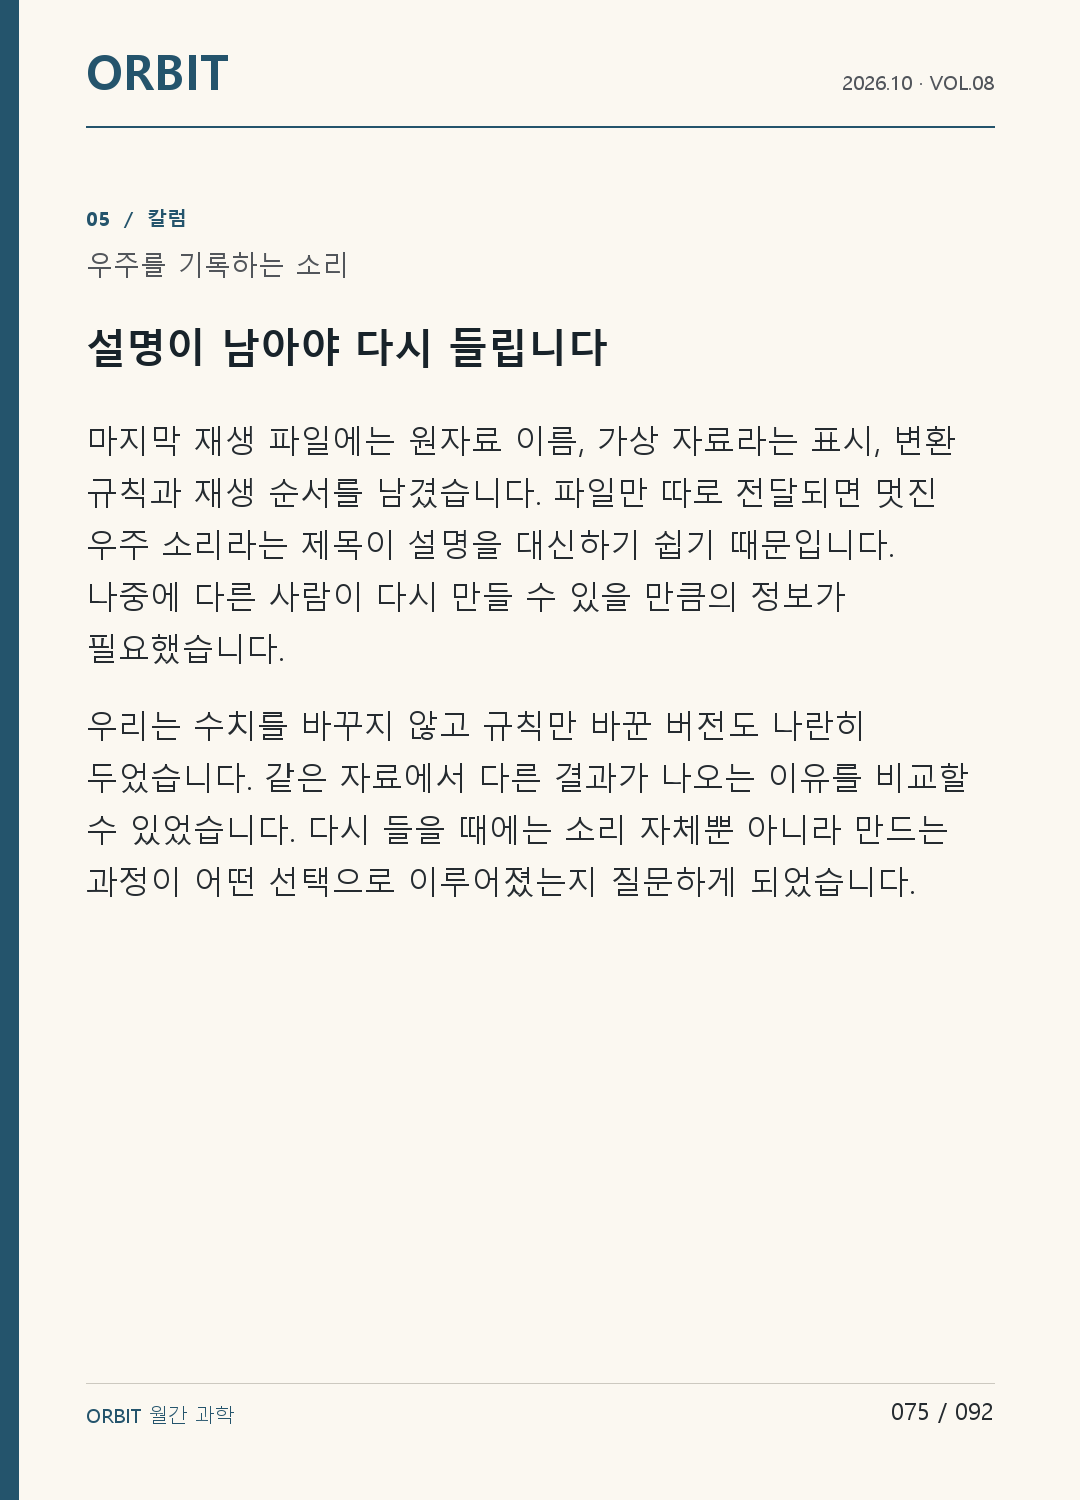 ORBIT
2026.10 · VOL.08
05 / 칼럼
우주를 기록하는 소리
설명이 남아야 다시 들립니다
마지막 재생 파일에는 원자료 이름, 가상 자료라는 표시, 변환
규칙과 재생 순서를 남겼습니다. 파일만 따로 전달되면 멋진
우주 소리라는 제목이 설명을 대신하기 쉽기 때문입니다.
나중에 다른 사람이 다시 만들 수 있을 만큼의 정보가
필요했습니다.
우리는 수치를 바꾸지 않고 규칙만 바꾼 버전도 나란히
두었습니다. 같은 자료에서 다른 결과가 나오는 이유를 비교할
수 있었습니다. 다시 들을 때에는 소리 자체뿐 아니라 만드는
과정이 어떤 선택으로 이루어졌는지 질문하게 되었습니다.
ORBIT 월간 과학
075 / 092